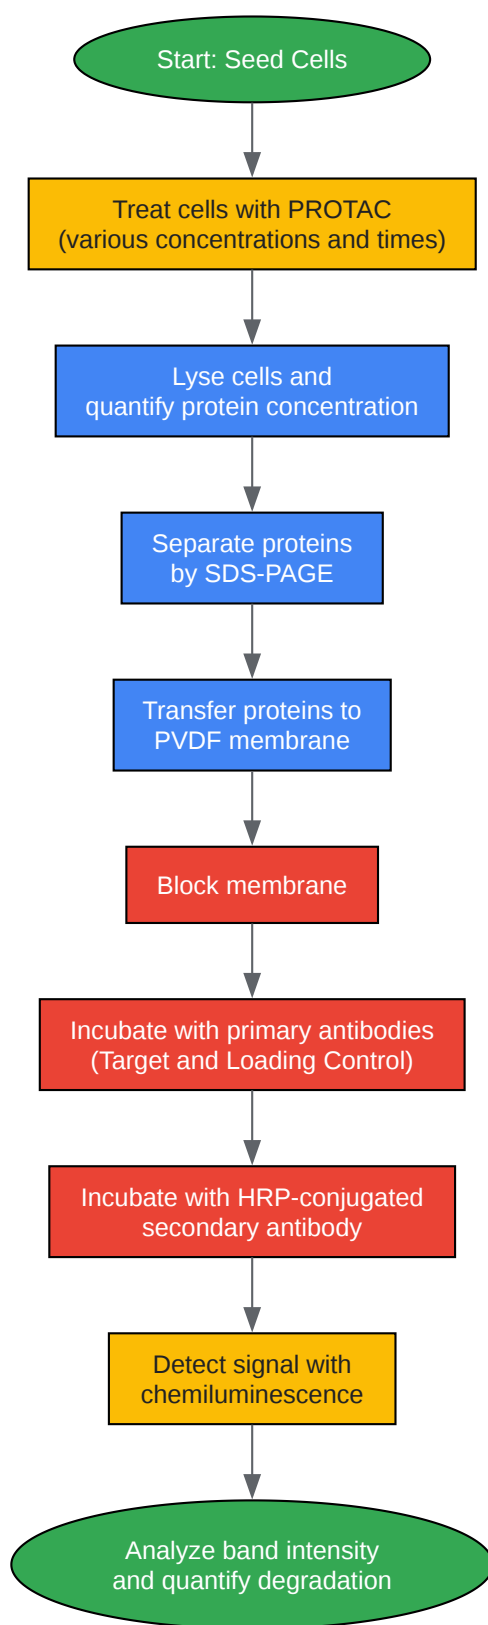 Start: Seed Cells
Treat cells with PROTAC
(various concentrations and times)
Lyse cells and
quantify protein concentration
Separate proteins
by SDS-PAGE
Transfer proteins to
PVDF membrane
Block membrane
Incubate with primary antibodies
(Target and Loading Control)
Incubate with HRP-conjugated
secondary antibody
Detect signal with
chemiluminescence
Analyze band intensity
and quantify degradation